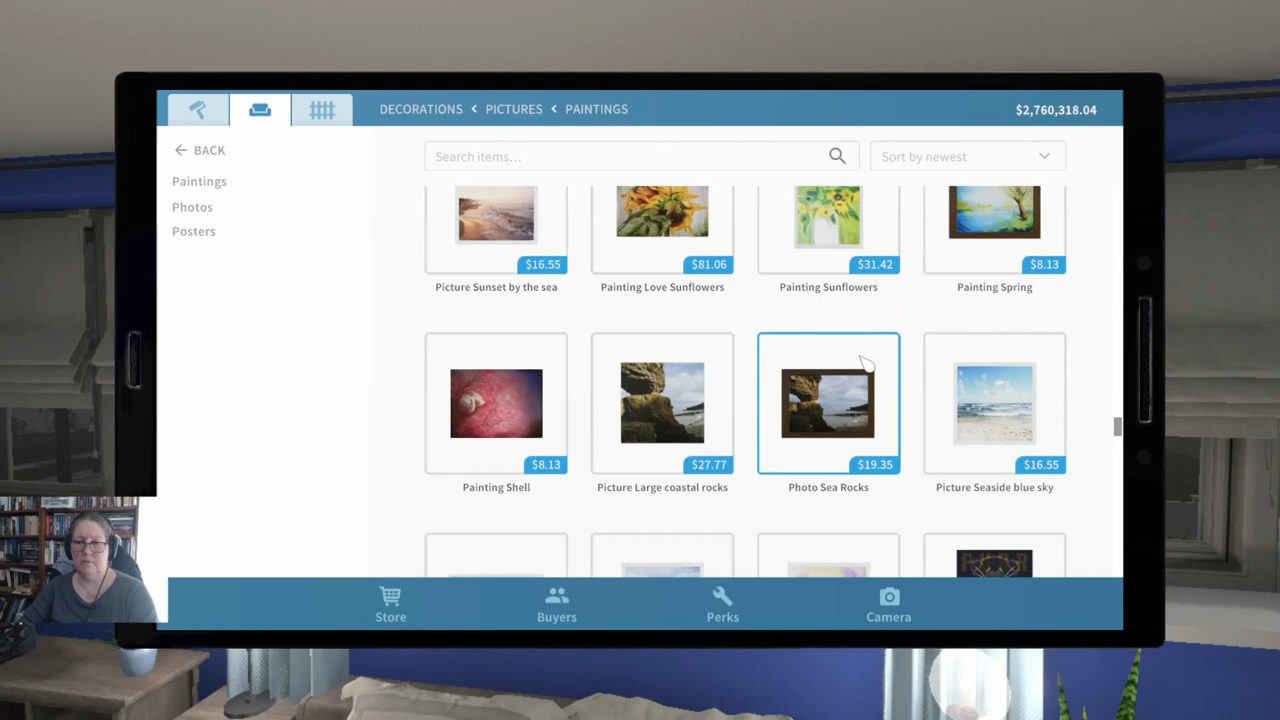 DECORATIONS < PICTURES < PAINTINGS
$2,760,318.04
BACK
Search items...
Sort by newest
Paintings
Photos
Posters
$16.55
$81.06
$31.42
$8.13
Picture Sunset by the sea
Painting Love Sunflowers
Painting Sunflowers
Painting Spring
$8.13
$27.77
$19.35
$16.55
Painting Shell
Picture Large coastal rocks
Photo Sea Rocks
Picture Seaside blue sky
Store
Buyers
Perks
Camera